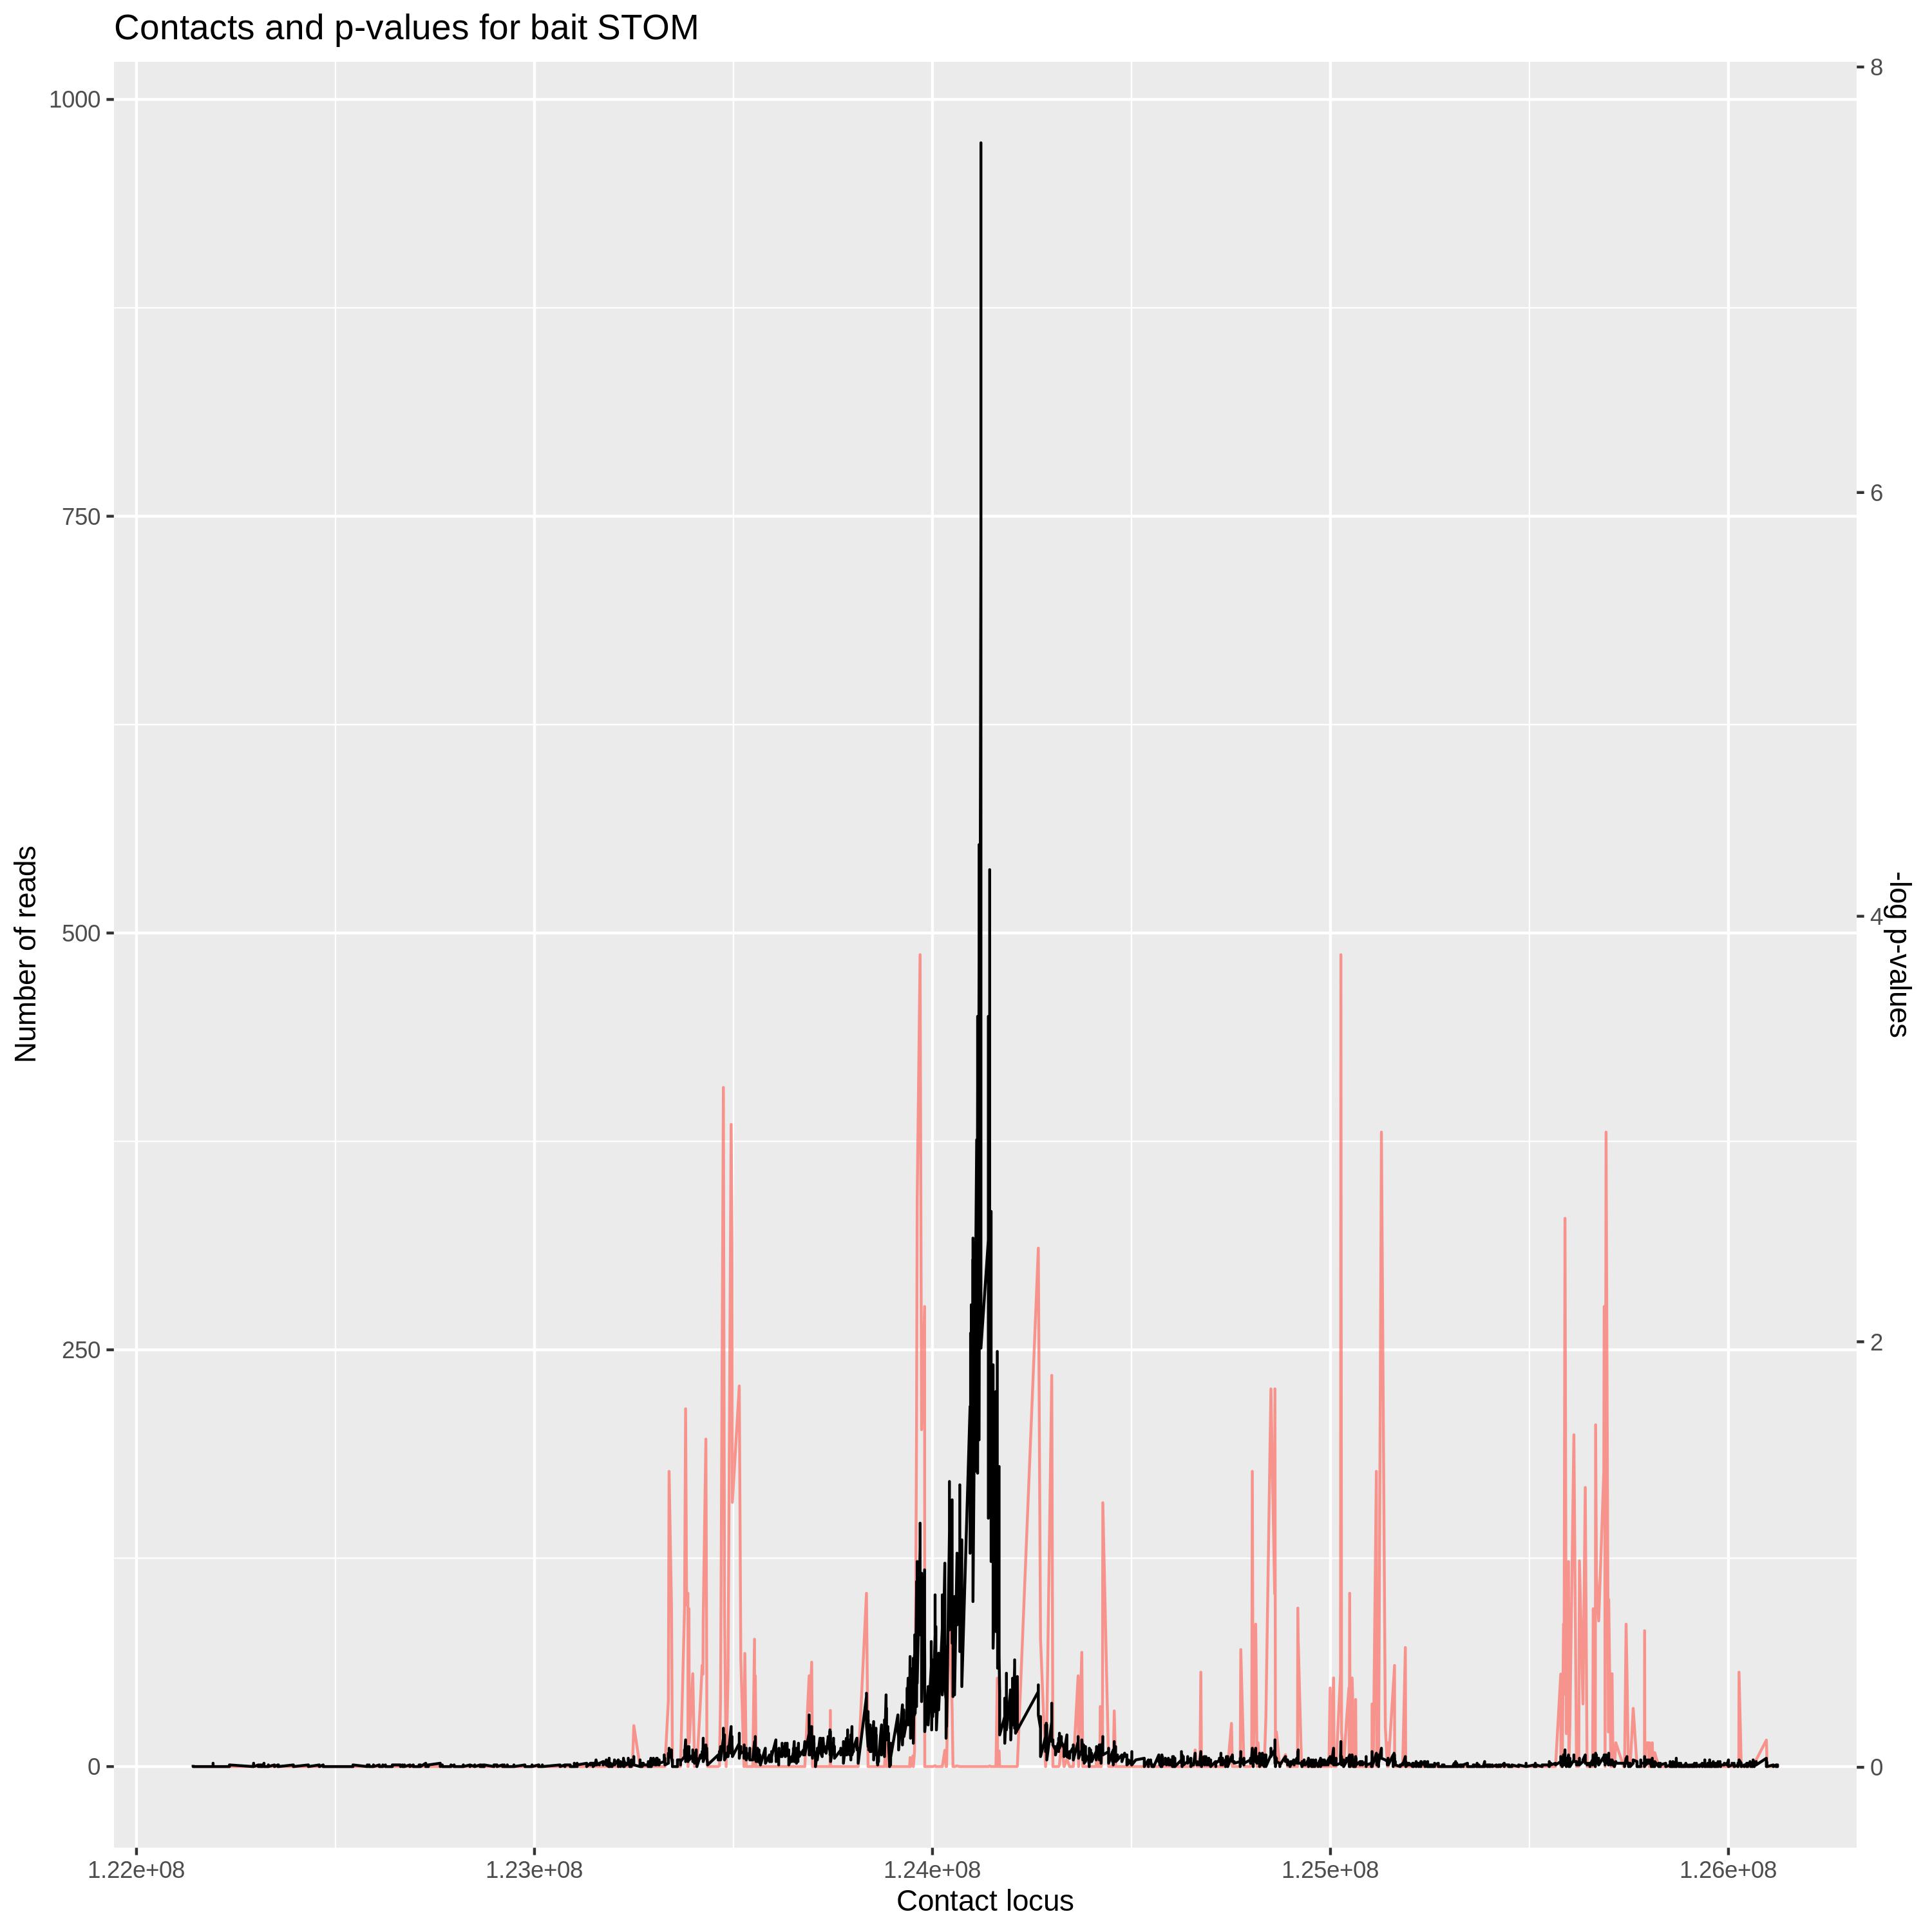 Contacts and p-values for bait STOM
1000
750
500
250
0
Number of reads
8
6
4
2
0
-log p-values
1.22e+08
1.23e+08
1.24e+08
1.25e+08
1.26e+08
Contact locus